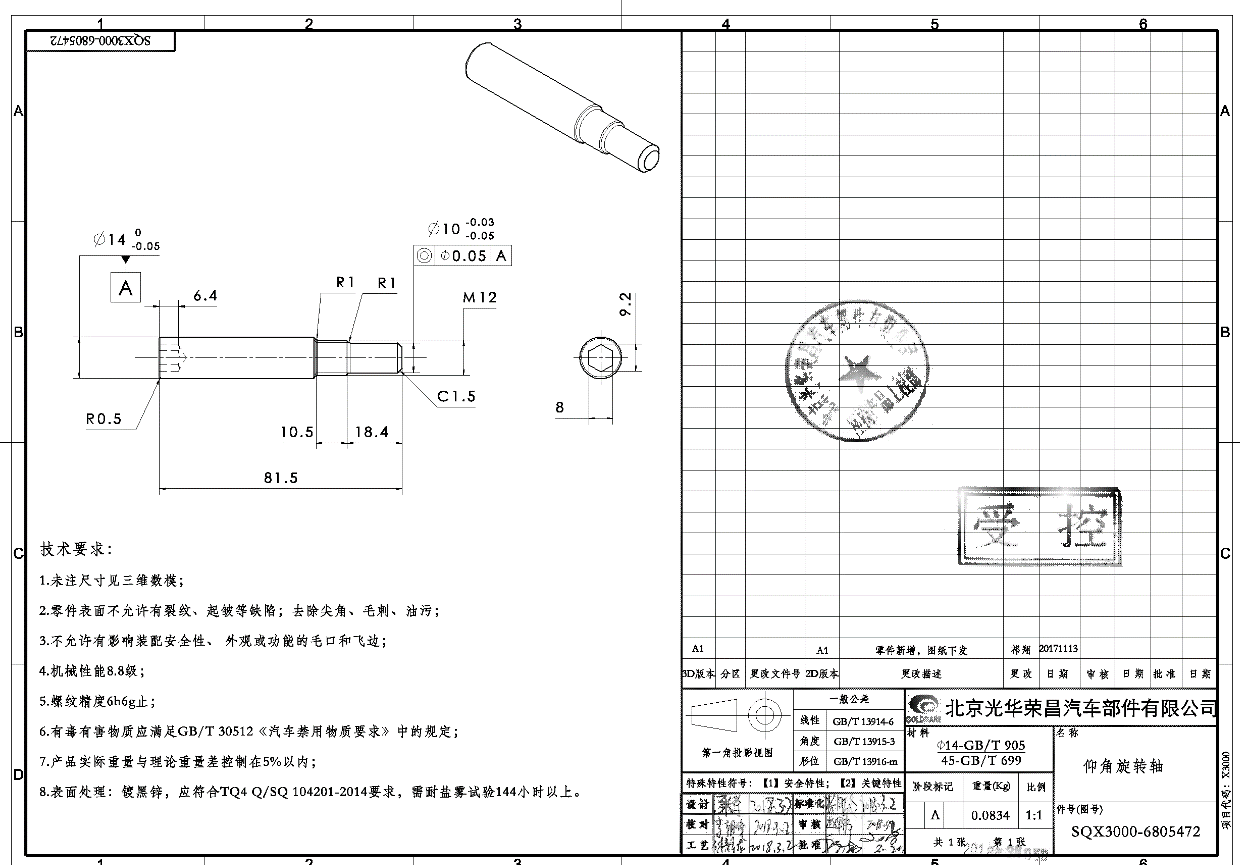 1 2 3 4 5 6
SQX3000-6805472
A
A
∅14 0 -0.05
A
6.4
R1 R1
∅10 -0.03 -0.05
◎ ∅0.05 A
M12
9.2
B
B
R0.5
C1.5
8
10.5 18.4
81.5
受 控
C
C
技术要求:
1.未注尺寸见三维数模;
2.零件表面不允许有裂纹、起皱等缺陷;去除尖角、毛刺、油污;
3.不允许有影响装配安全性、 外观或功能的毛口和飞边;
4.机械性能8.8级;
5.螺纹精度6h6g止;
6.有毒有害物质应满足GB/T 30512《汽车禁用物质要求》中的规定;
7.产品实际重量与理论重量差控制在5%以内;
8.表面处理: 镀黑锌, 应符合TQ4 Q/SQ 104201-2014要求, 需耐盐雾试验144小时以上。
D
D
A1 A1 零件新增, 图纸下发 祁翔 20171113
3D版本 分区 更改文件号 2D版本 更改描述 更改 日期 审核 日期 批准 日期
第一角投影视图
一般公差
线性 GB/T 13914-6
角度 GB/T 13915-3
形位 GB/T 13916-m
特殊特性符号: 【1】安全特性; 【2】关键特性
设计 标准化
校对 审核
工艺 批准
GOLDRARE
北京光华荣昌汽车部件有限公司
材料
∅14-GB/T 905
45-GB/T 699
名称
仰角旋转轴
阶段标记 重量(Kg) 比例
A 0.0834 1:1
共 1 张 第 1 张
件号(图号)
SQX3000-6805472
项目代号: X3000
1 2 3 4 5 6